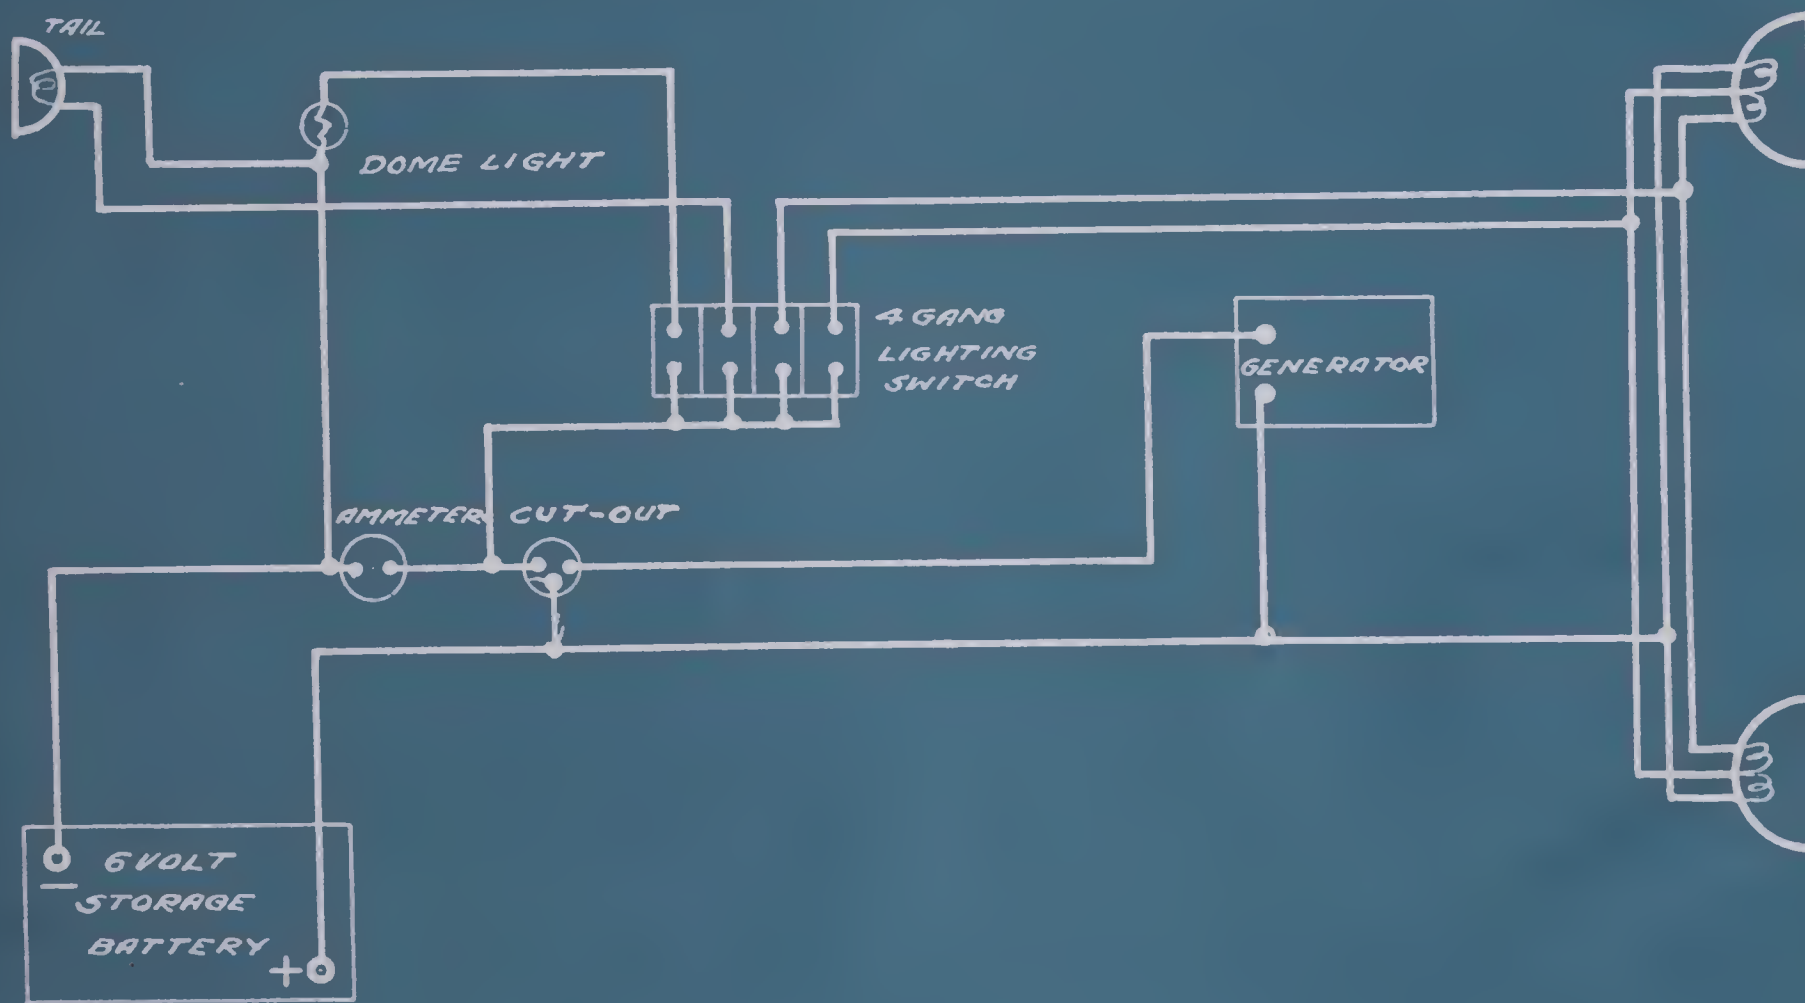 TAIL
DOME LIGHT
4 GANG
LIGHTING
SWITCH
GENERATOR
AMMETER
CUT-OUT
6 VOLT
—
STORAGE
BATTERY
+